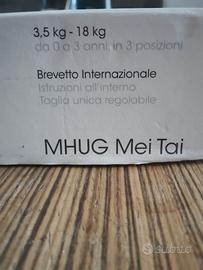 3,5 kg - 18 kg
da 0 a 3 anni, in 3 posizioni
Brevetto Internazionale
Istruzioni all'interno
Taglia unica regolabile
MHUG Mei Tai
subito